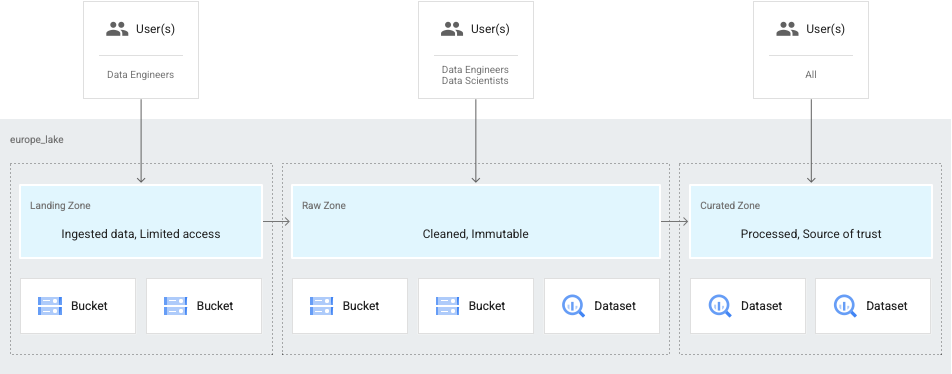 User(s)
Data Engineers
User(s)
Data Engineers
Data Scientists
User(s)
All
europe_lake
Landing Zone
Ingested data, Limited access
Raw Zone
Cleaned, Immutable
Curated Zone
Processed, Source of trust
Bucket
Bucket
Bucket
Bucket
Dataset
Dataset
Dataset